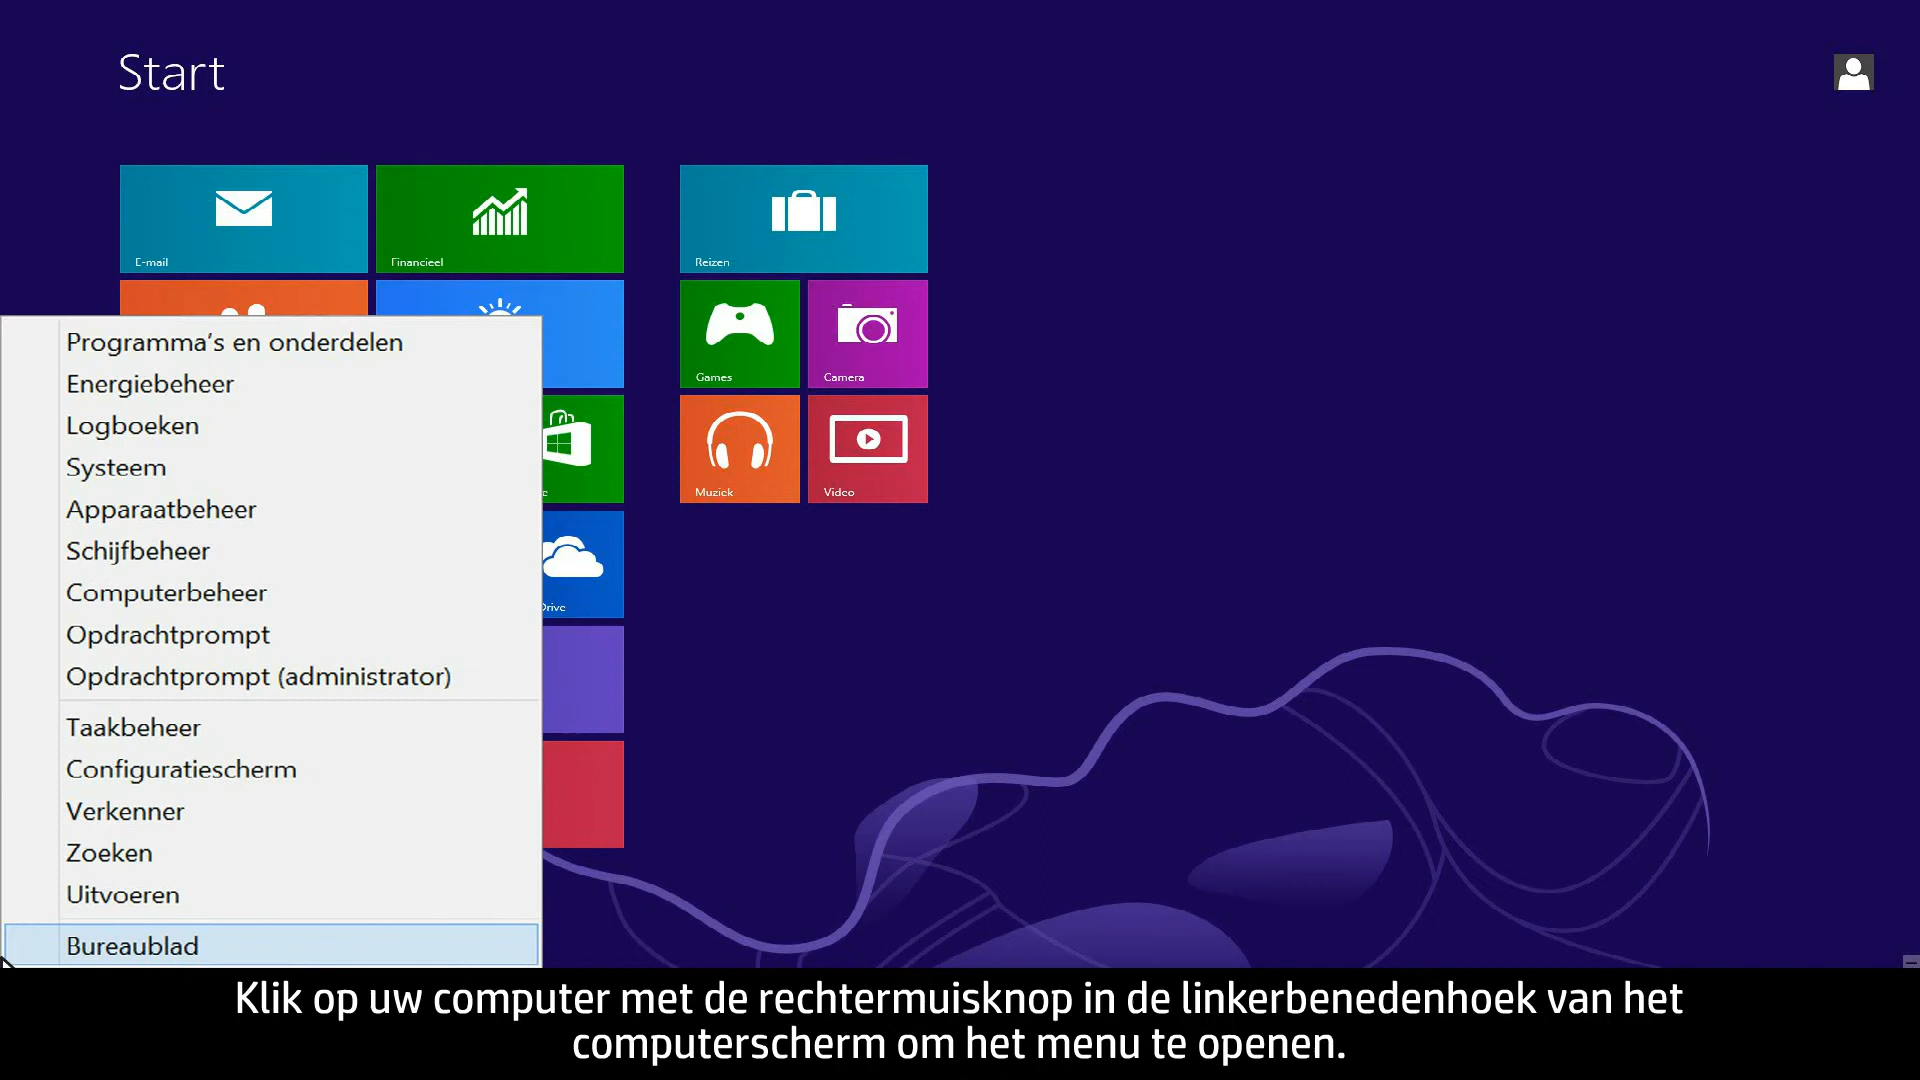 Start
E-mail
Financieel
Reizen
Games
Camera
Muziek
Video
Programma's en onderdelen
Energiebeheer
Logboeken
Systeem
Apparaatbeheer
Schijfbeheer
Computerbeheer
Opdrachtprompt
Opdrachtprompt (administrator)
Taakbeheer
Configuratiescherm
Verkenner
Zoeken
Uitvoeren
Bureaublad
e
Drive
Klik op uw computer met de rechtermuisknop in de linkerbenedenhoek van het
computerscherm om het menu te openen.